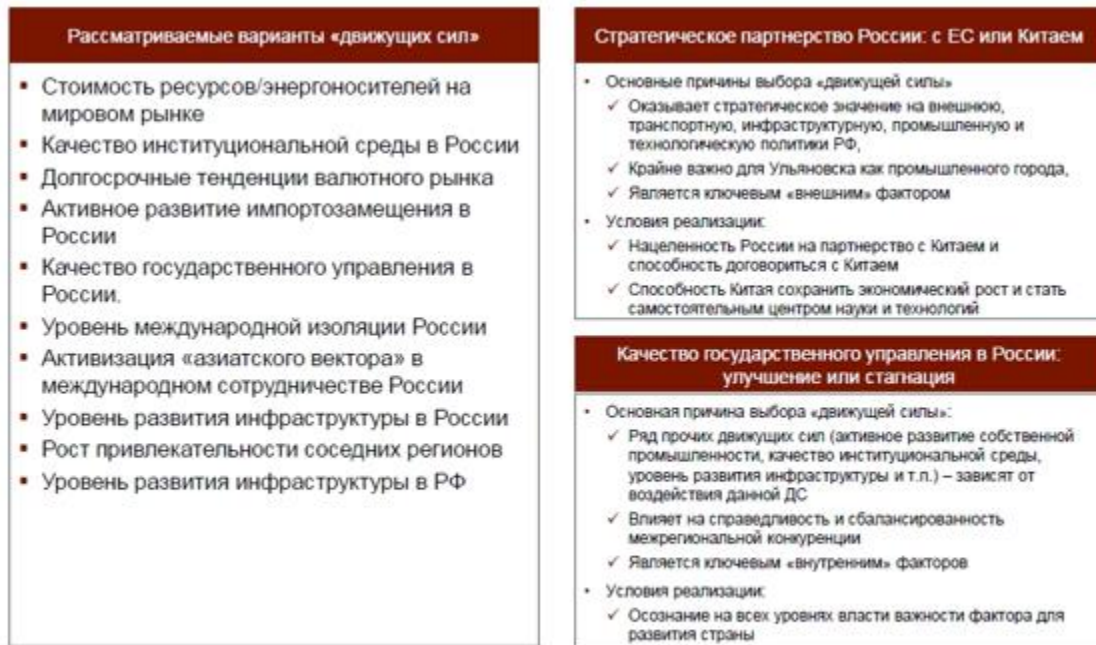 Рассматриваемые варианты «движущих сил»
Стоимость ресурсов/энергоносителей на
мировом рынке
Качество институциональной среды в России
Долгосрочные тенденции валютного рынка
Активное развитие импортозамещения в
России
Качество государственного управления в
России.
Уровень международной изоляции России
Активизация «азиатского вектора» в
международном сотрудничестве России
Уровень развития инфраструктуры в России
Рост привлекательности соседних регионов
Уровень развития инфраструктуры в РФ
Стратегическое партнерство России: с ЕС или Китаем
Основные причины выбора «движущей силы»
Оказывает стратегическое значение на внешнюю,
транспортную, инфраструктурную, промышленную и
технологическую политики РФ,
Крайне важно для Ульяновска как промышленного города,
Является ключевым «внешним» фактором
Условия реализации:
Нацеленность России на партнерство с Китаем и
способность договориться с Китаем
Способность Китая сохранить экономический рост и стать
самостоятельным центром науки и технологий
Качество государственного управления в России:
улучшение или стагнация
Основная причина выбора «движущей силы»:
Ряд прочих движущих сил (активное развитие собственной
промышленности, качество институциональной среды,
уровень развития инфраструктуры и т.п.) – зависят от
воздействия данной ДС
Влияет на справедливость и сбалансированность
межрегиональной конкуренции
Является ключевым «внутренним» факторов
Условия реализации:
Осознание на всех уровнях власти важности фактора для
развития страны